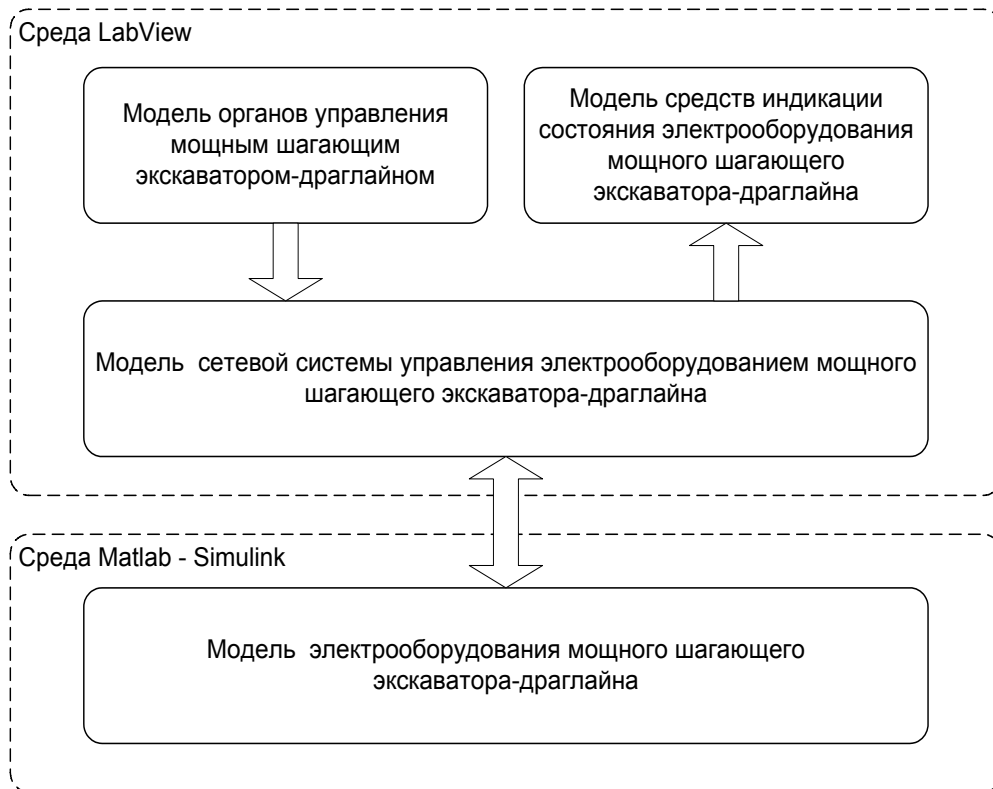 Среда LabView
Модель органов управления
мощным шагающим
экскаватором-драглайном
Модель средств индикации
состояния электрооборудования
мощного шагающего
экскаватора-драглайна
Модель сетевой системы управления электрооборудованием мощного
шагающего экскаватора-драглайна
Среда Matlab - Simulink
Модель электрооборудования мощного шагающего
экскаватора-драглайна